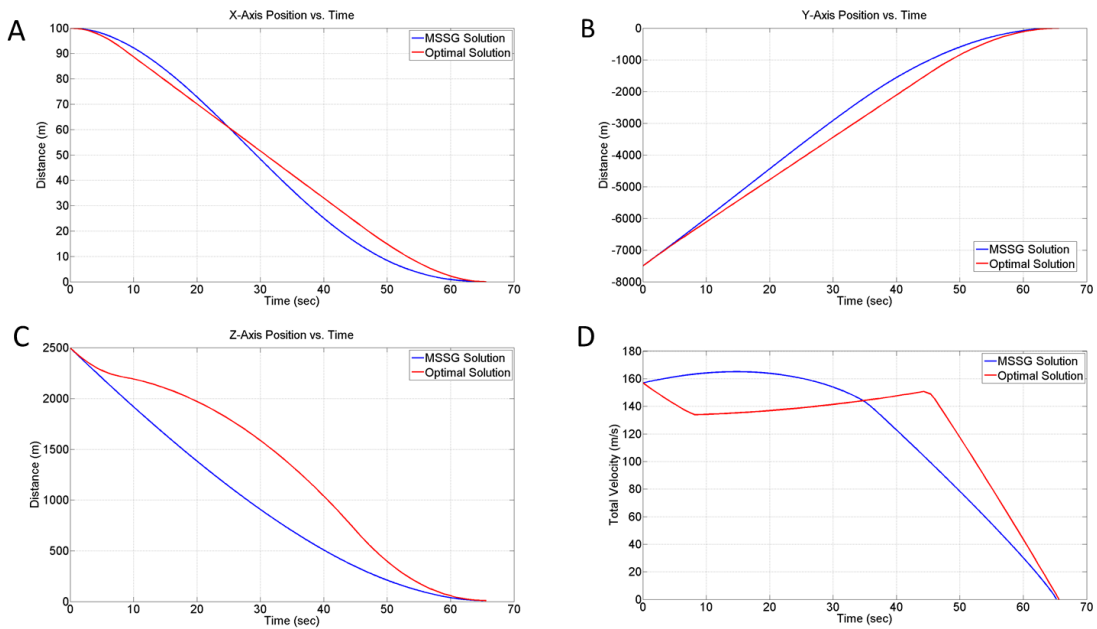 A
X-Axis Position vs. Time
MSSG Solution
Optimal Solution
Distance (m)
100
90
80
70
60
50
40
30
20
10
0
0 10 20 30 40 50 60 70
Time (sec)
B
Y-Axis Position vs. Time
Distance (m)
0
-1000
-2000
-3000
-4000
-5000
-6000
-7000
-8000
MSSG Solution
Optimal Solution
0 10 20 30 40 50 60 70
Time (sec)
C
Z-Axis Position vs. Time
MSSG Solution
Optimal Solution
Distance (m)
2500
2000
1500
1000
500
0
0 10 20 30 40 50 60 70
Time (sec)
D
MSSG Solution
Optimal Solution
Total Velocity (m/s)
180
160
140
120
100
80
60
40
20
0
0 10 20 30 40 50 60 70
Time (sec)